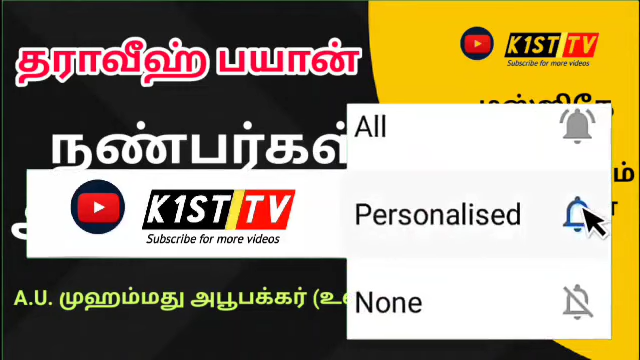 தராவீஹ் பயான்
K1ST TV
Subscribe for more videos
நண்பர்கள்
All
K1ST TV
Subscribe for more videos
Personalised
A.U. முஹம்மது அபூபக்கர்
None